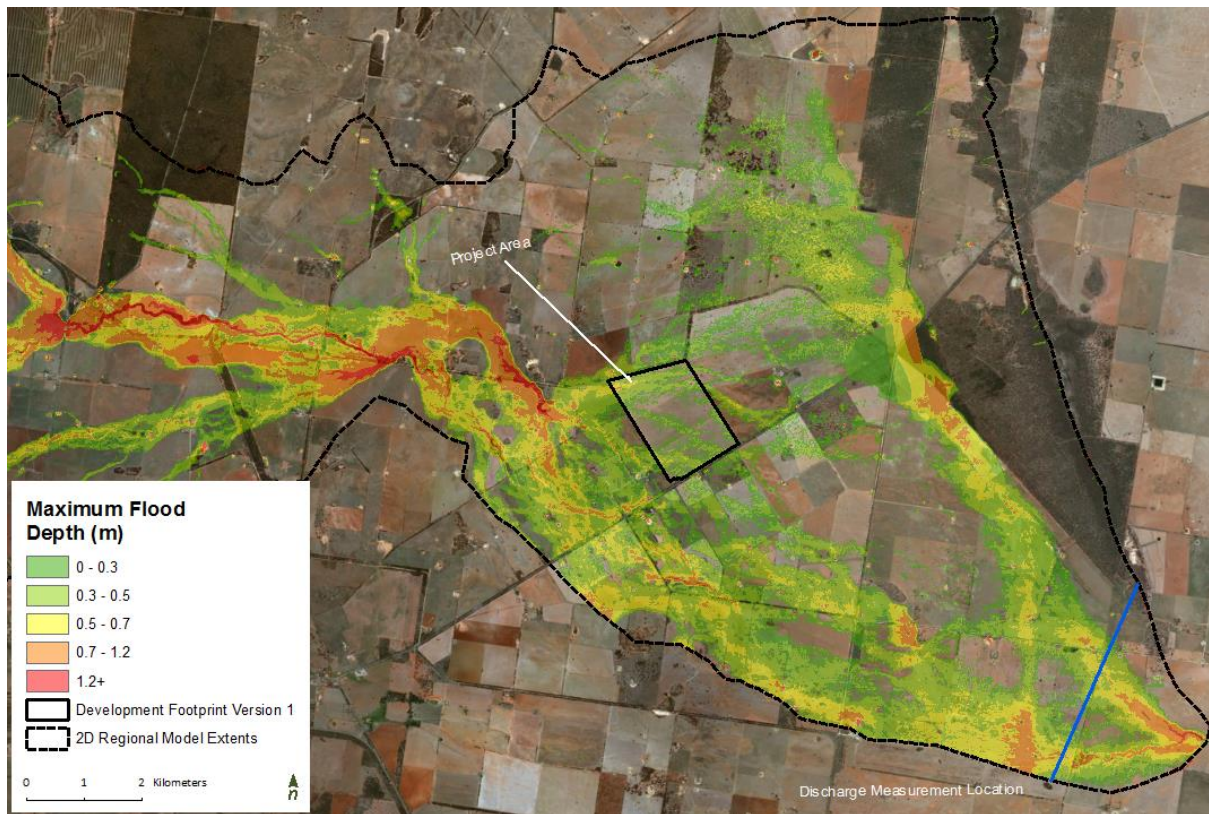 Project Area
Maximum Flood
Depth (m)
0 - 0.3
0.3 - 0.5
0.5 - 0.7
0.7 - 1.2
1.2+
Development Footprint Version 1
2D Regional Model Extents
0 1 2 Kilometers
n
Discharge Measurement Location